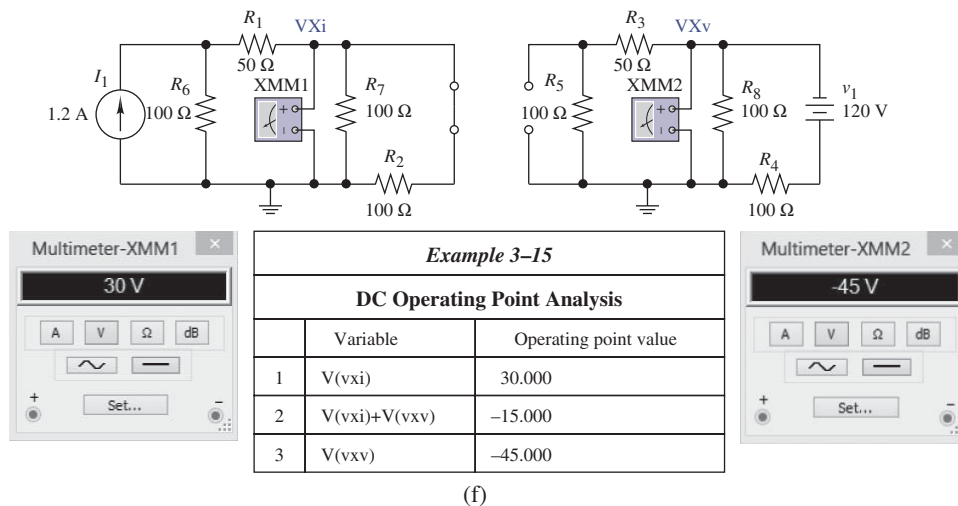 R1 VXi
50 Ω
XMM1
I1
1.2 A
R6
100 Ω
R7
100 Ω
R2
100 Ω
R3 VXv
50 Ω
XMM2
R5
100 Ω
R8
100 Ω
v1
120 V
R4
100 Ω
Multimeter-XMM1 ×
30 V
A V Ω dB
+ Set... -
Example 3–15
DC Operating Point Analysis
Variable Operating point value
1 V(vxi) 30.000
2 V(vxi)+V(vxv) –15.000
3 V(vxv) –45.000
Multimeter-XMM2 ×
-45 V
A V Ω dB
+ Set... -
(f)